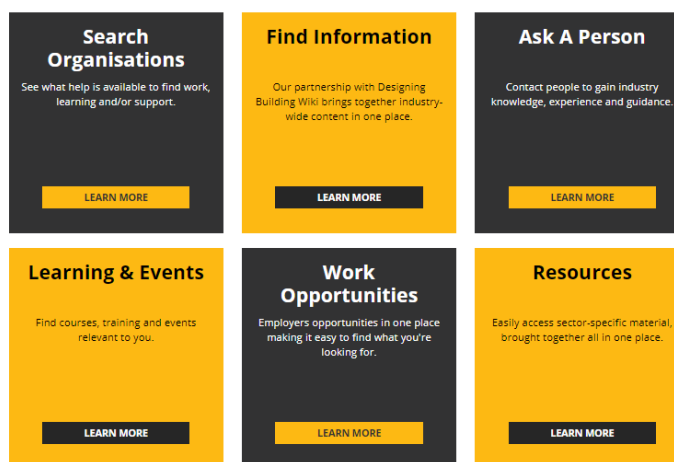 Search
Organisations
See what help is available to find work,
learning and/or support.
LEARN MORE
Find Information
Our partnership with Designing
Building Wiki brings together industry-
wide content in one place.
LEARN MORE
Ask A Person
Contact people to gain industry
knowledge, experience and guidance.
LEARN MORE
Learning & Events
Find courses, training and events
relevant to you.
LEARN MORE
Work
Opportunities
Employers opportunities in one place
making it easy to find what you're
looking for.
LEARN MORE
Resources
Easily access sector-specific material,
brought together all in one place.
LEARN MORE